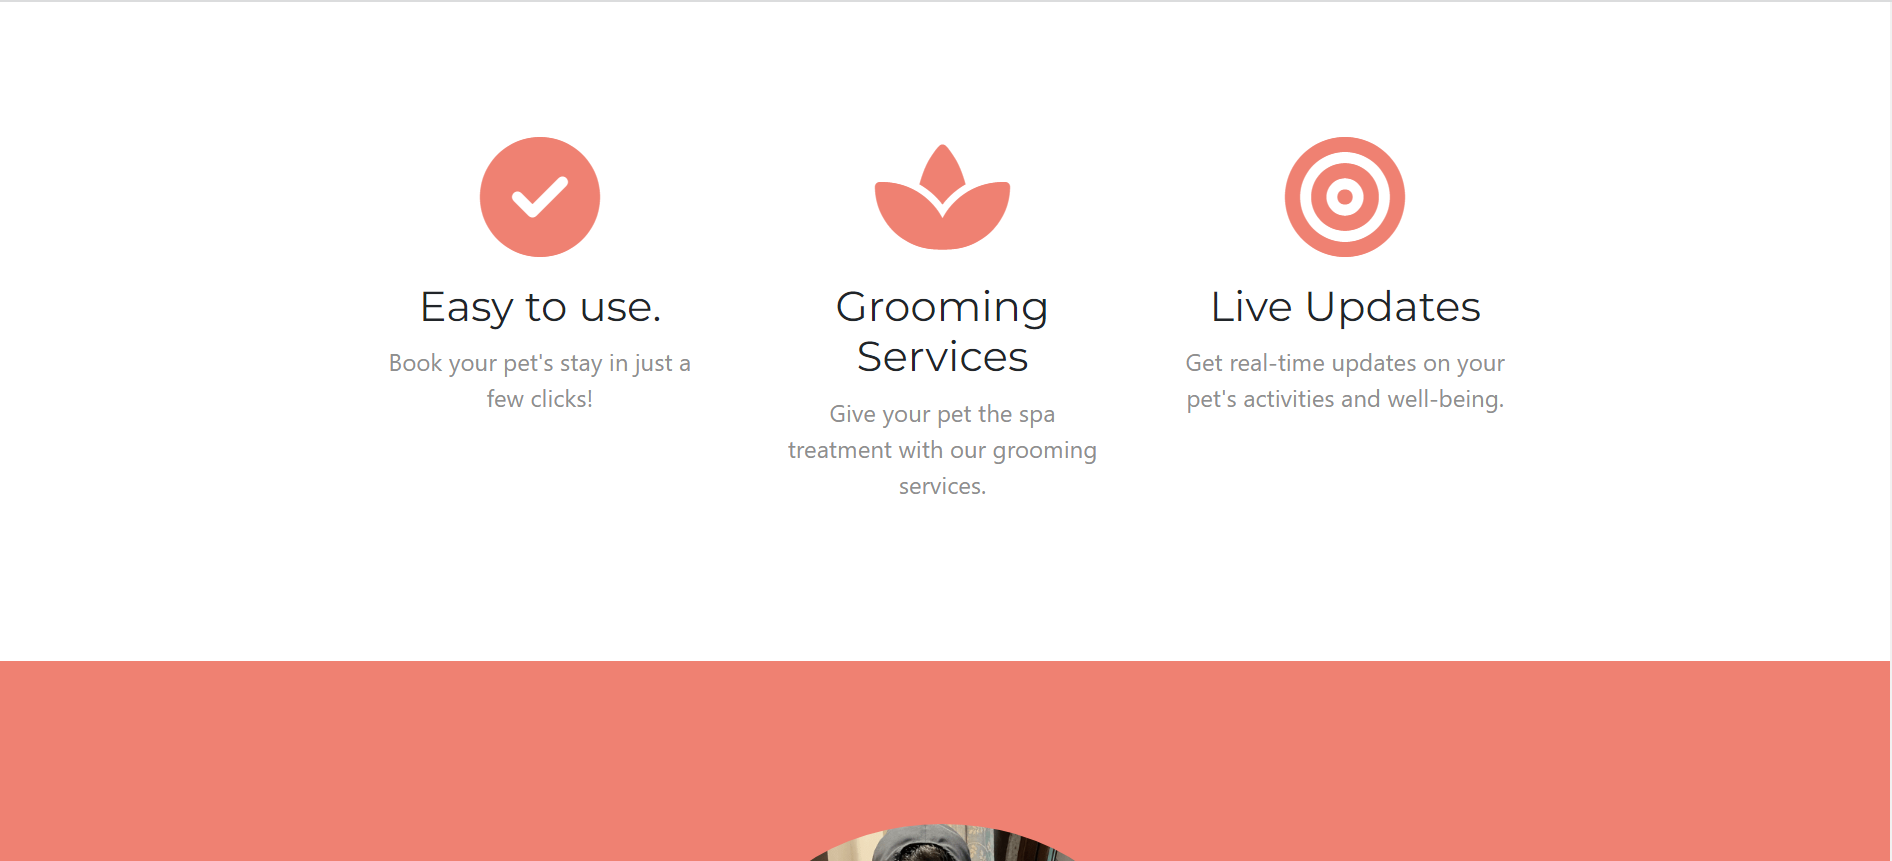 Easy to use.
Book your pet's stay in just a
few clicks!
Grooming
Services
Give your pet the spa
treatment with our grooming
services.
Live Updates
Get real-time updates on your
pet's activities and well-being.